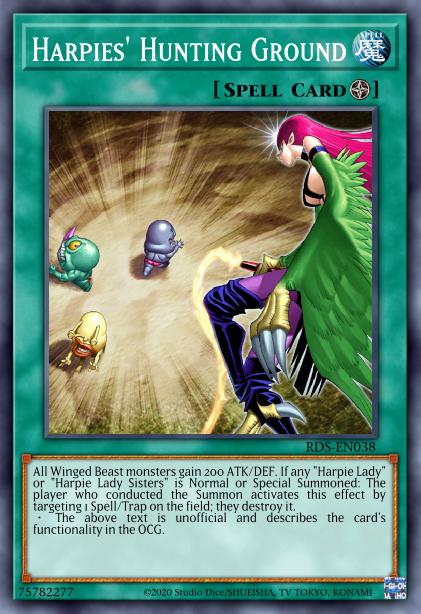 HARPIES' HUNTING GROUND
SPELL
魔
[SPELL CARD]
RDS-EN038
All Winged Beast monsters gain 200 ATK/DEF. If any "Harpie Lady"
or "Harpie Lady Sisters" is Normal or Special Summoned: The
player who conducted the Summon activates this effect by
targeting 1 Spell/Trap on the field; they destroy it.
· The above text is unofficial and describes the card's
functionality in the OCG.
75782277
©2020 Studio Dice/SHUEISHA, TV TOKYO, KONAMI